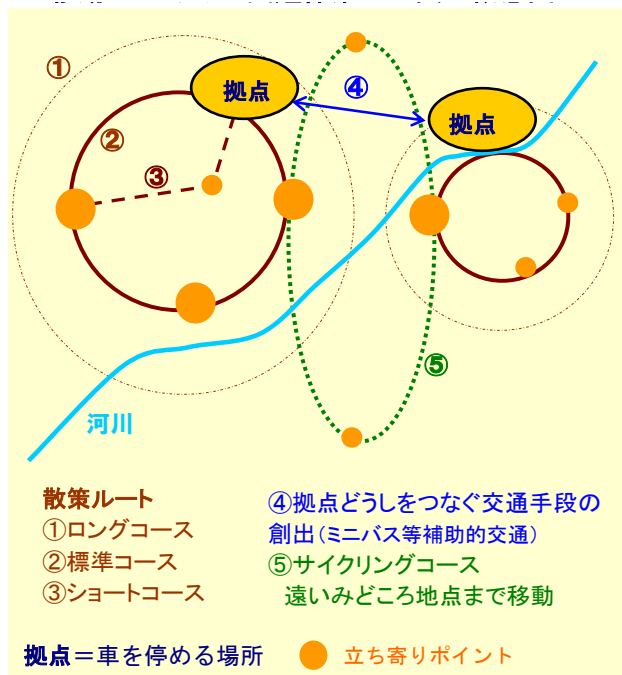 ①
拠点
④
拠点
②
③
⑤
河川
散策ルート
①ロングコース
②標準コース
③ショートコース
④拠点どうしをつなぐ交通手段の
創出(ミニバス等補助的交通)
⑤サイクリングコース
遠いみどころ地点まで移動
拠点=車を停める場所
立ち寄りポイント